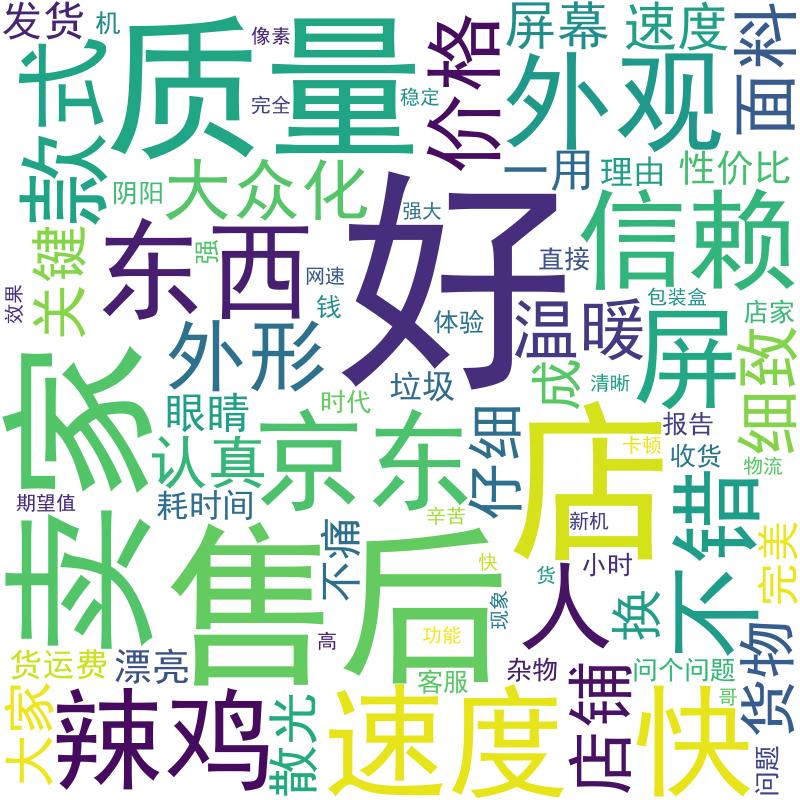 发货
机
质量
像素
完全
价格
稳定
屏幕
速度
面料
款式
外观
阴阳
大众化
一用
理由
性价比
强大
好
信赖
关键
东西
强
网速
钱
直接
包装盒
店家
效果
外形
体验
温暖
屏
细致
垃圾
成
清晰
时代
眼睛
卖家
认真
京东
仔细
店
报告
卡顿
收货
物流
期望值
耗时间
辛苦
新机
不错
售后
不痛
快
小时
完美
货
人
现象
换
高
功能
货运费
漂亮
客服
杂物
问个问题
货物
大家
辣鸡
散光
速度
店铺
快
哥
问题